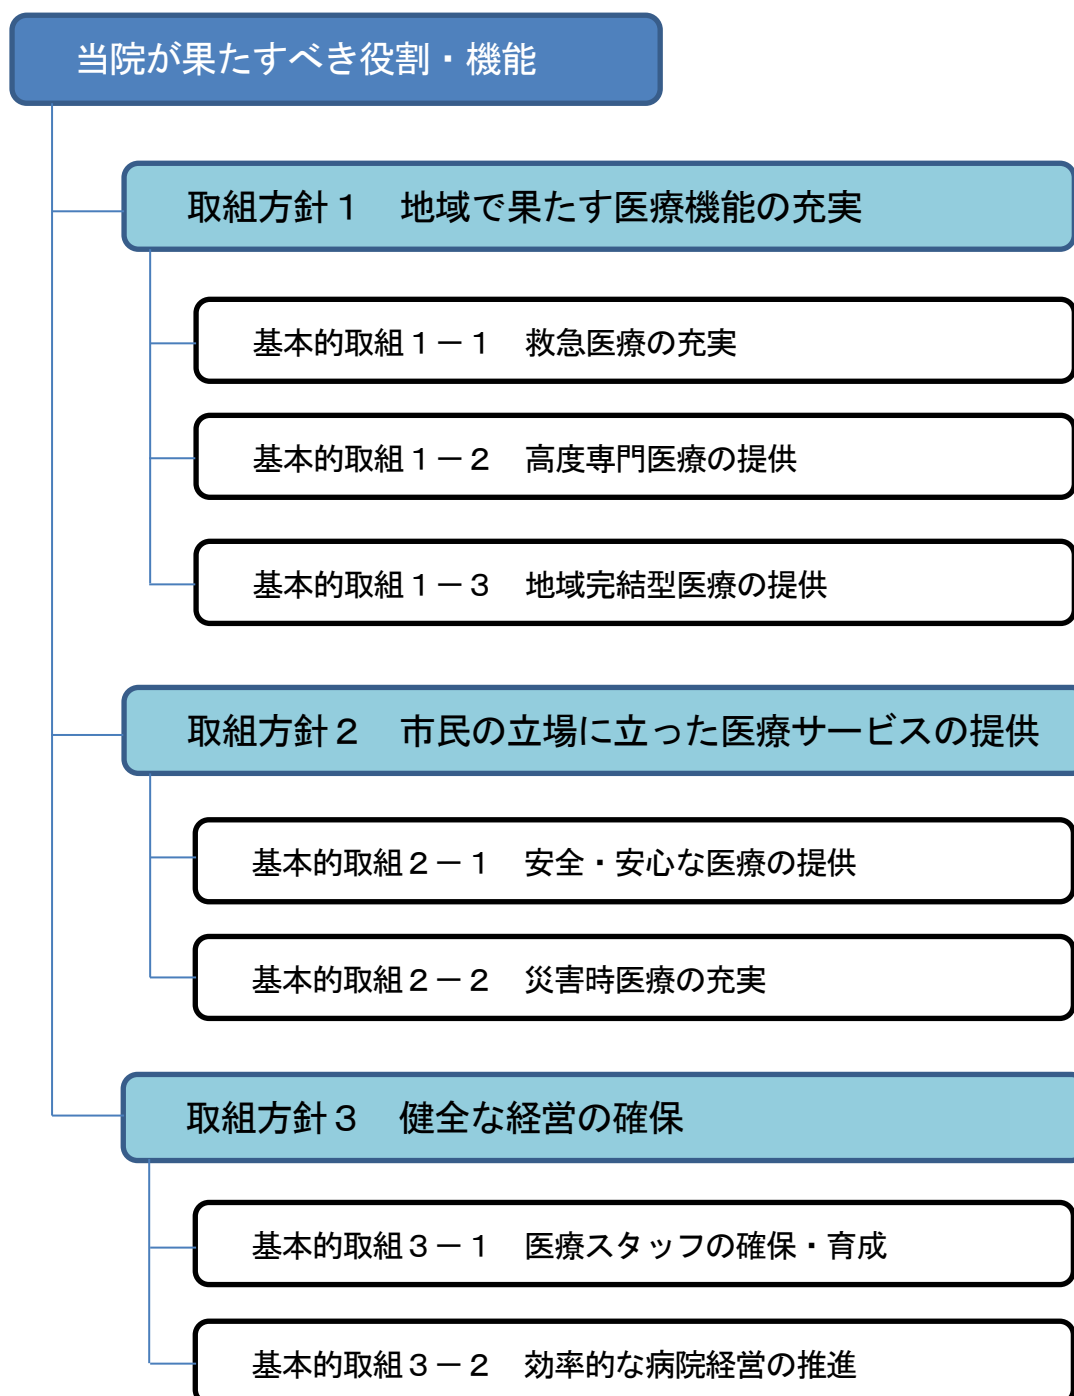 当院が果たすべき役割・機能
取組方針１　地域で果たす医療機能の充実
基本的取組１－１　救急医療の充実
基本的取組１－２　高度専門医療の提供
基本的取組１－３　地域完結型医療の提供
取組方針２　市民の立場に立った医療サービスの提供
基本的取組２－１　安全・安心な医療の提供
基本的取組２－２　災害時医療の充実
取組方針３　健全な経営の確保
基本的取組３－１　医療スタッフの確保・育成
基本的取組３－２　効率的な病院経営の推進